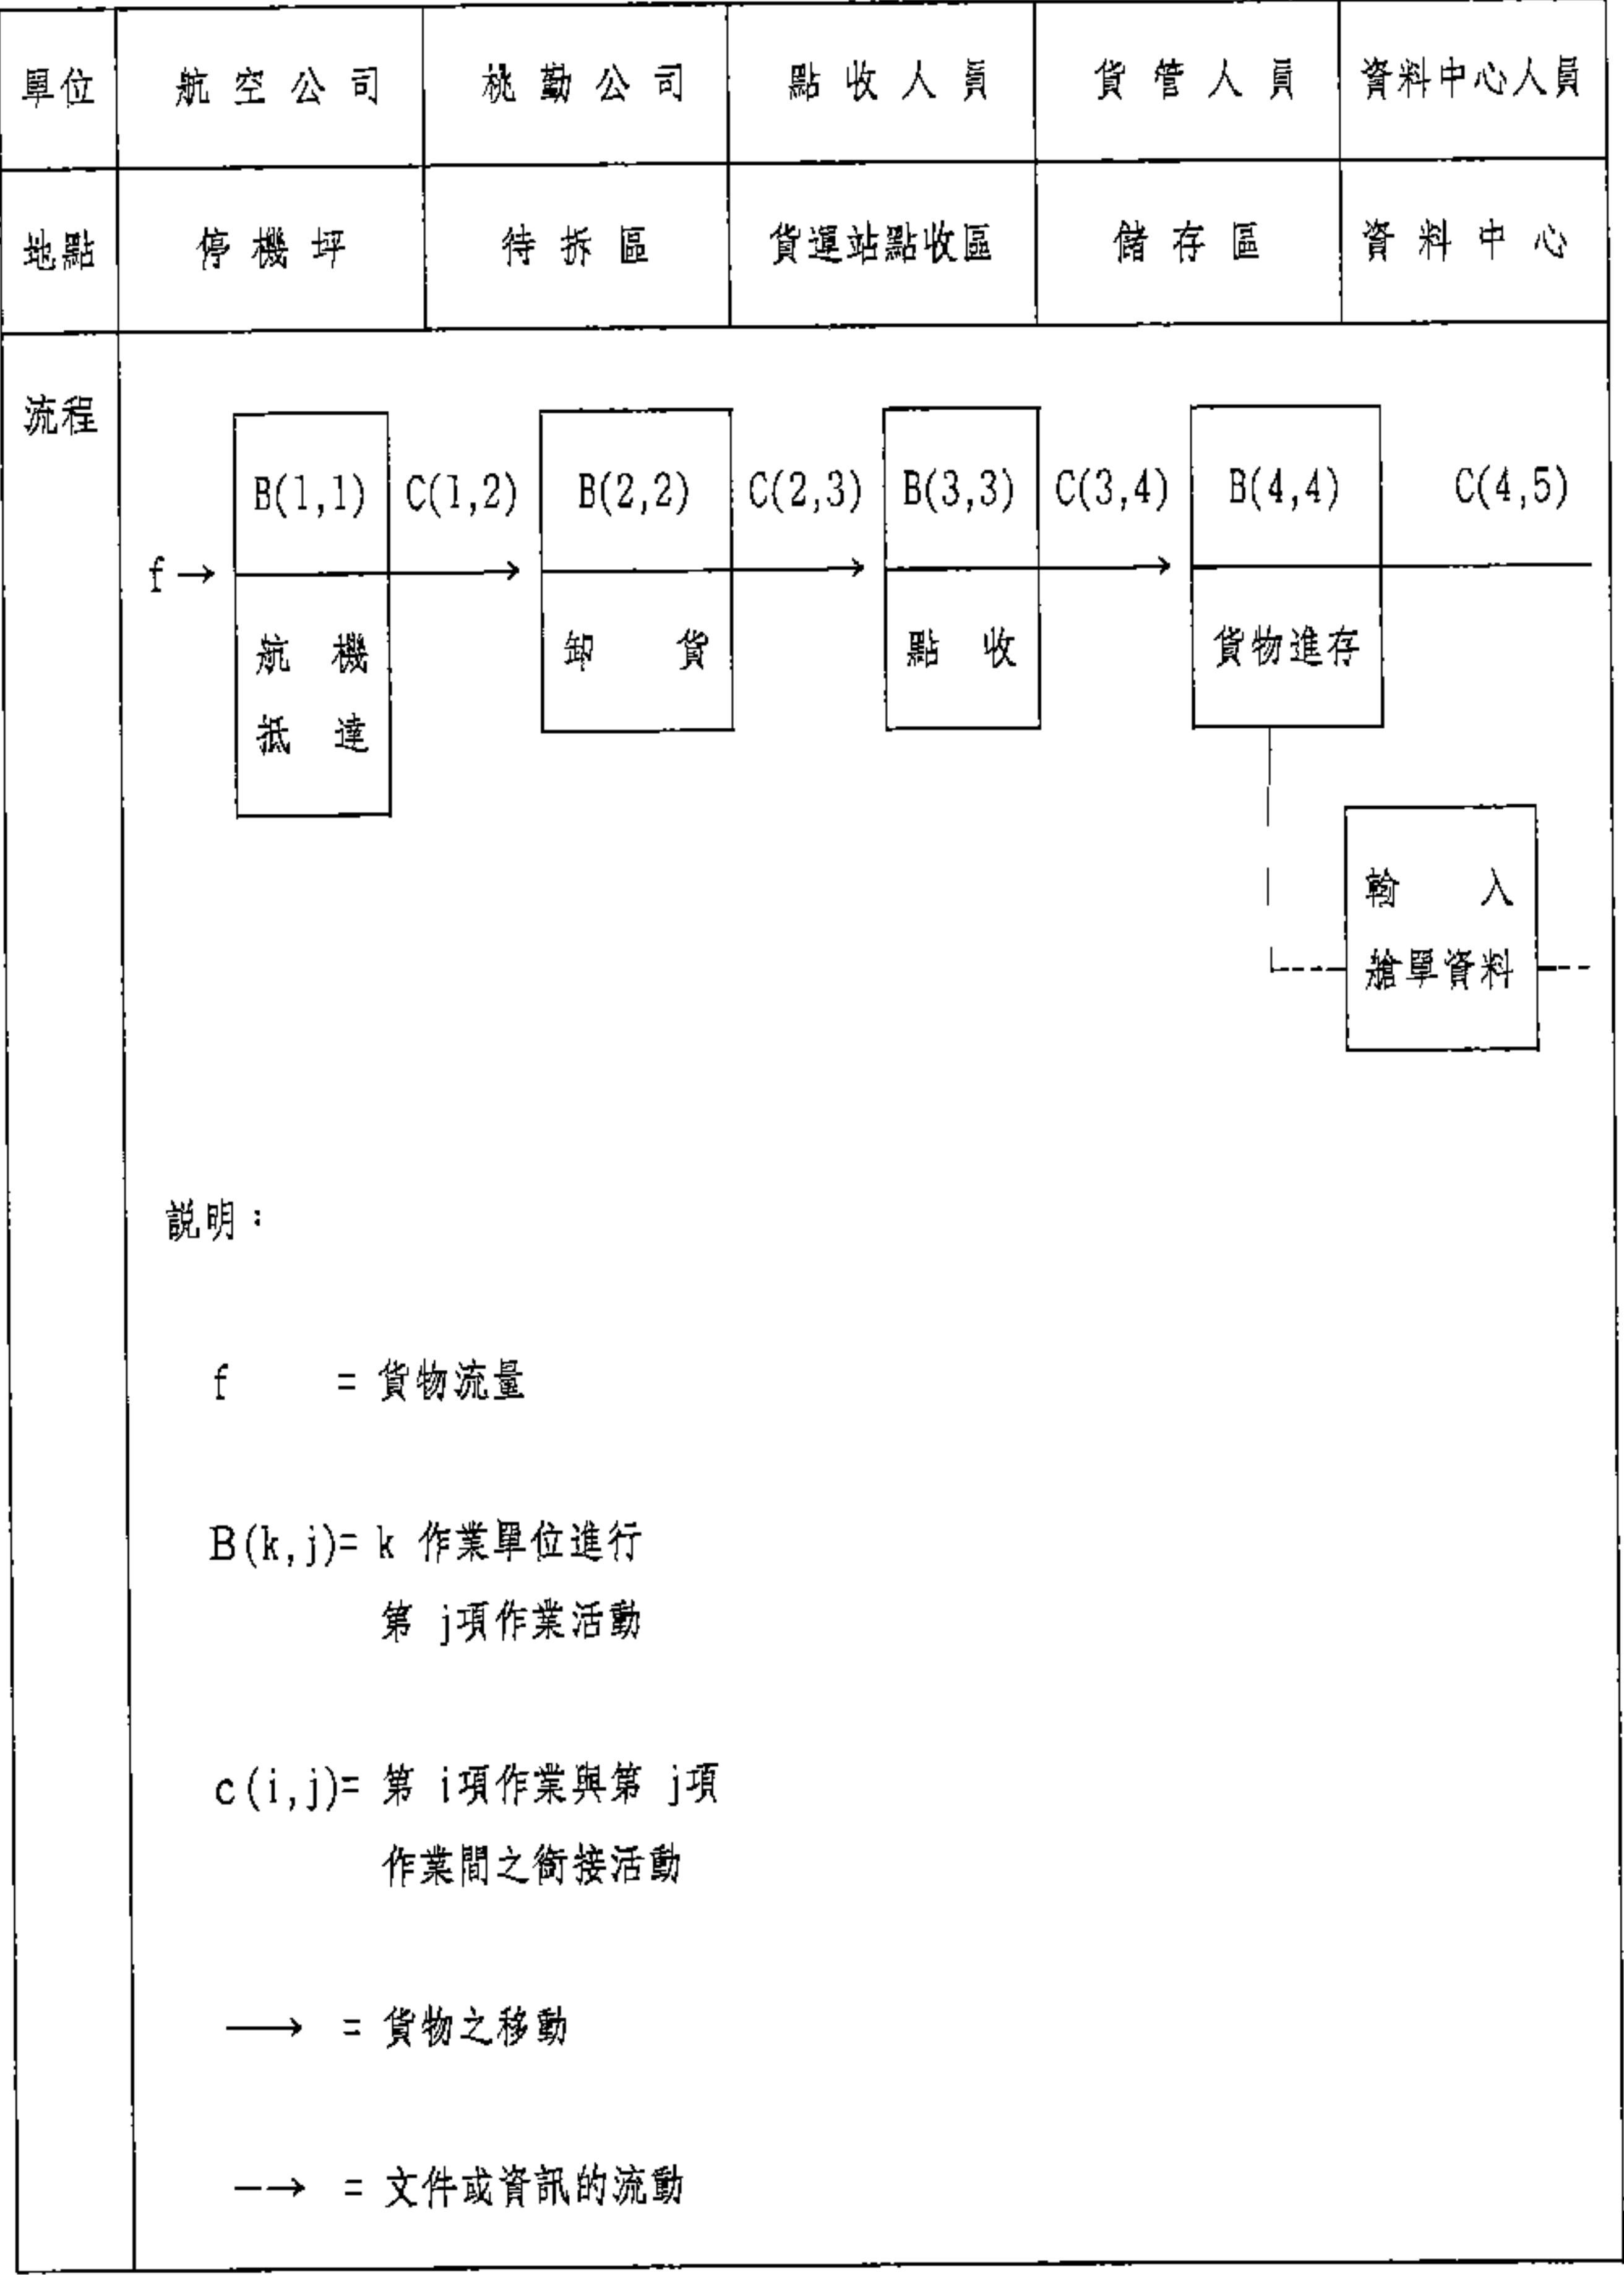 單位 航空公司 桃勤公司 點收人員 貨管人員 資料中心人員
地點 停機坪 待拆區 貨運站點收區 儲存區 資料中心
流程
B(1,1) C(1,2) B(2,2) C(2,3) B(3,3) C(3,4) B(4,4) C(4,5)
f →
航機 卸貨 點收 貨物進存
抵達
輸入
艙單資料
說明：
f = 貨物流量
B(k,j)= k 作業單位進行
第 j項作業活動
c(i,j)= 第 i項作業與第 j項
作業間之銜接活動
→ = 貨物之移動
−→ = 文件或資訊的流動